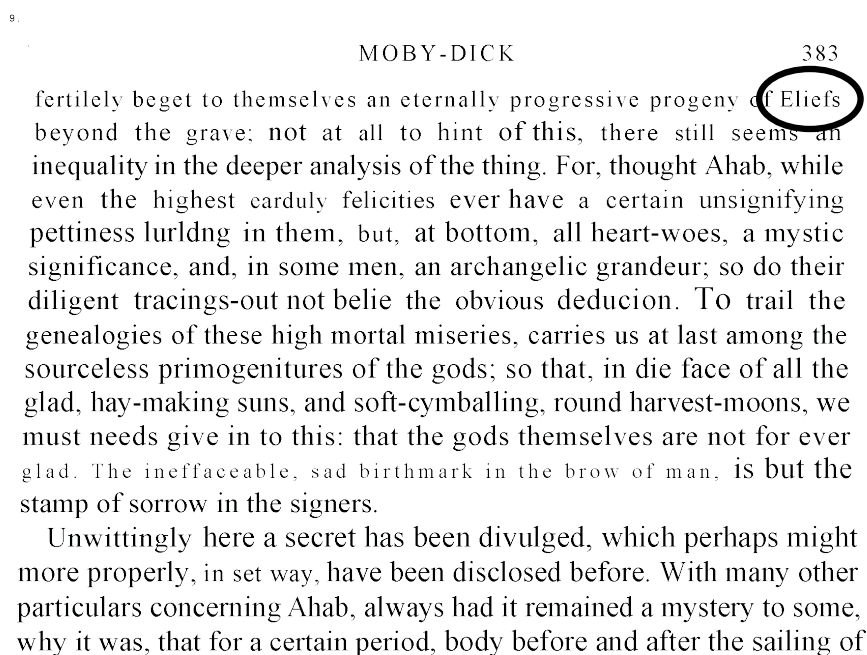 9.
MOBY-DICK 383
fertilely beget to themselves an eternally progressive progeny of Eliefs
beyond the grave; not at all to hint of this, there still seems an
inequality in the deeper analysis of the thing. For, thought Ahab, while
even the highest earduly felicities ever have a certain unsignifying
pettiness lurldng in them, but, at bottom, all heart-woes, a mystic
significance, and, in some men, an archangelic grandeur; so do their
diligent tracings-out not belie the obvious deducion. To trail the
genealogies of these high mortal miseries, carries us at last among the
sourceless primogenitures of the gods; so that, in die face of all the
glad, hay-making suns, and soft-cymballing, round harvest-moons, we
must needs give in to this: that the gods themselves are not for ever
glad. The ineffaceable, sad birthmark in the brow of man, is but the
stamp of sorrow in the signers.
Unwittingly here a secret has been divulged, which perhaps might
more properly, in set way, have been disclosed before. With many other
particulars concerning Ahab, always had it remained a mystery to some,
why it was, that for a certain period, body before and after the sailing of